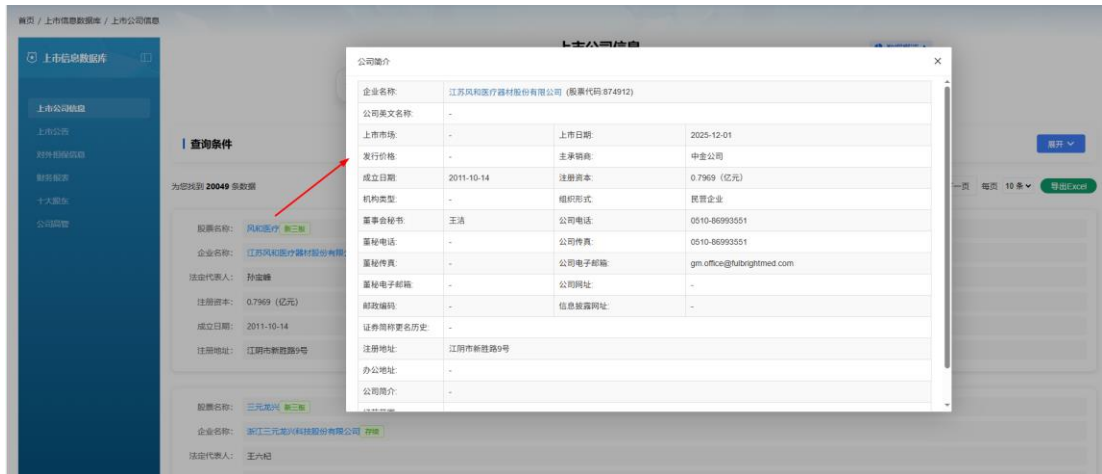 首页 / 上市信息数据库 / 上市公司信息
上市信息数据库
上市公司信息
上市公告
对外担保信息
财务报表
十大股东
公司高管
上市公司信息
查询条件
展开
为您找到 20049 条数据
一页 每页 10 条 导出Excel
股票名称: 风和医疗 新三板
企业名称: 江苏风和医疗器材股份有限
法定代表人: 孙宝峰
注册资本: 0.7969 (亿元)
成立日期: 2011-10-14
注册地址: 江阴市新胜路9号
股票名称: 三元龙兴 新三板
企业名称: 浙江三元龙兴科技股份有限公司 存续
法定代表人: 王六杞
公司简介 ×
企业名称: 江苏风和医疗器材股份有限公司 (股票代码:874912)
公司英文名称: -
上市市场: - 上市日期: 2025-12-01
发行价格: - 主承销商: 中金公司
成立日期: 2011-10-14 注册资本: 0.7969 (亿元)
机构类型: - 组织形式: 民营企业
董事会秘书: 王洁 公司电话: 0510-86993551
董秘电话: - 公司传真: 0510-86993551
董秘传真: - 公司电子邮箱: gm.office@fulbrightmed.com
董秘电子邮箱: - 公司网址: -
邮政编码: - 信息披露网址: -
证券简称更名历史: -
注册地址: 江阴市新胜路9号
办公地址: -
公司简介: -